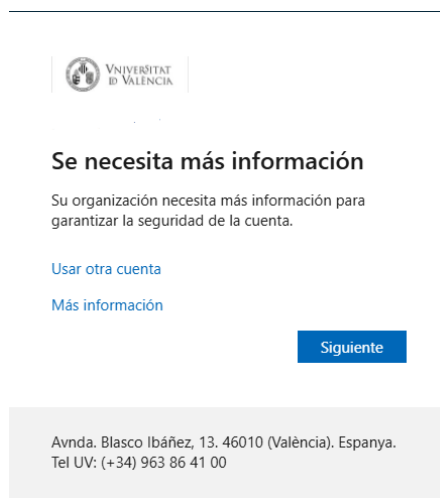 VNIVERSITAT
ID VALÈNCIA
Se necesita más información
Su organización necesita más información para
garantizar la seguridad de la cuenta.
Usar otra cuenta
Más información
Siguiente
Avnda. Blasco Ibáñez, 13. 46010 (València). Espanya.
Tel UV: (+34) 963 86 41 00